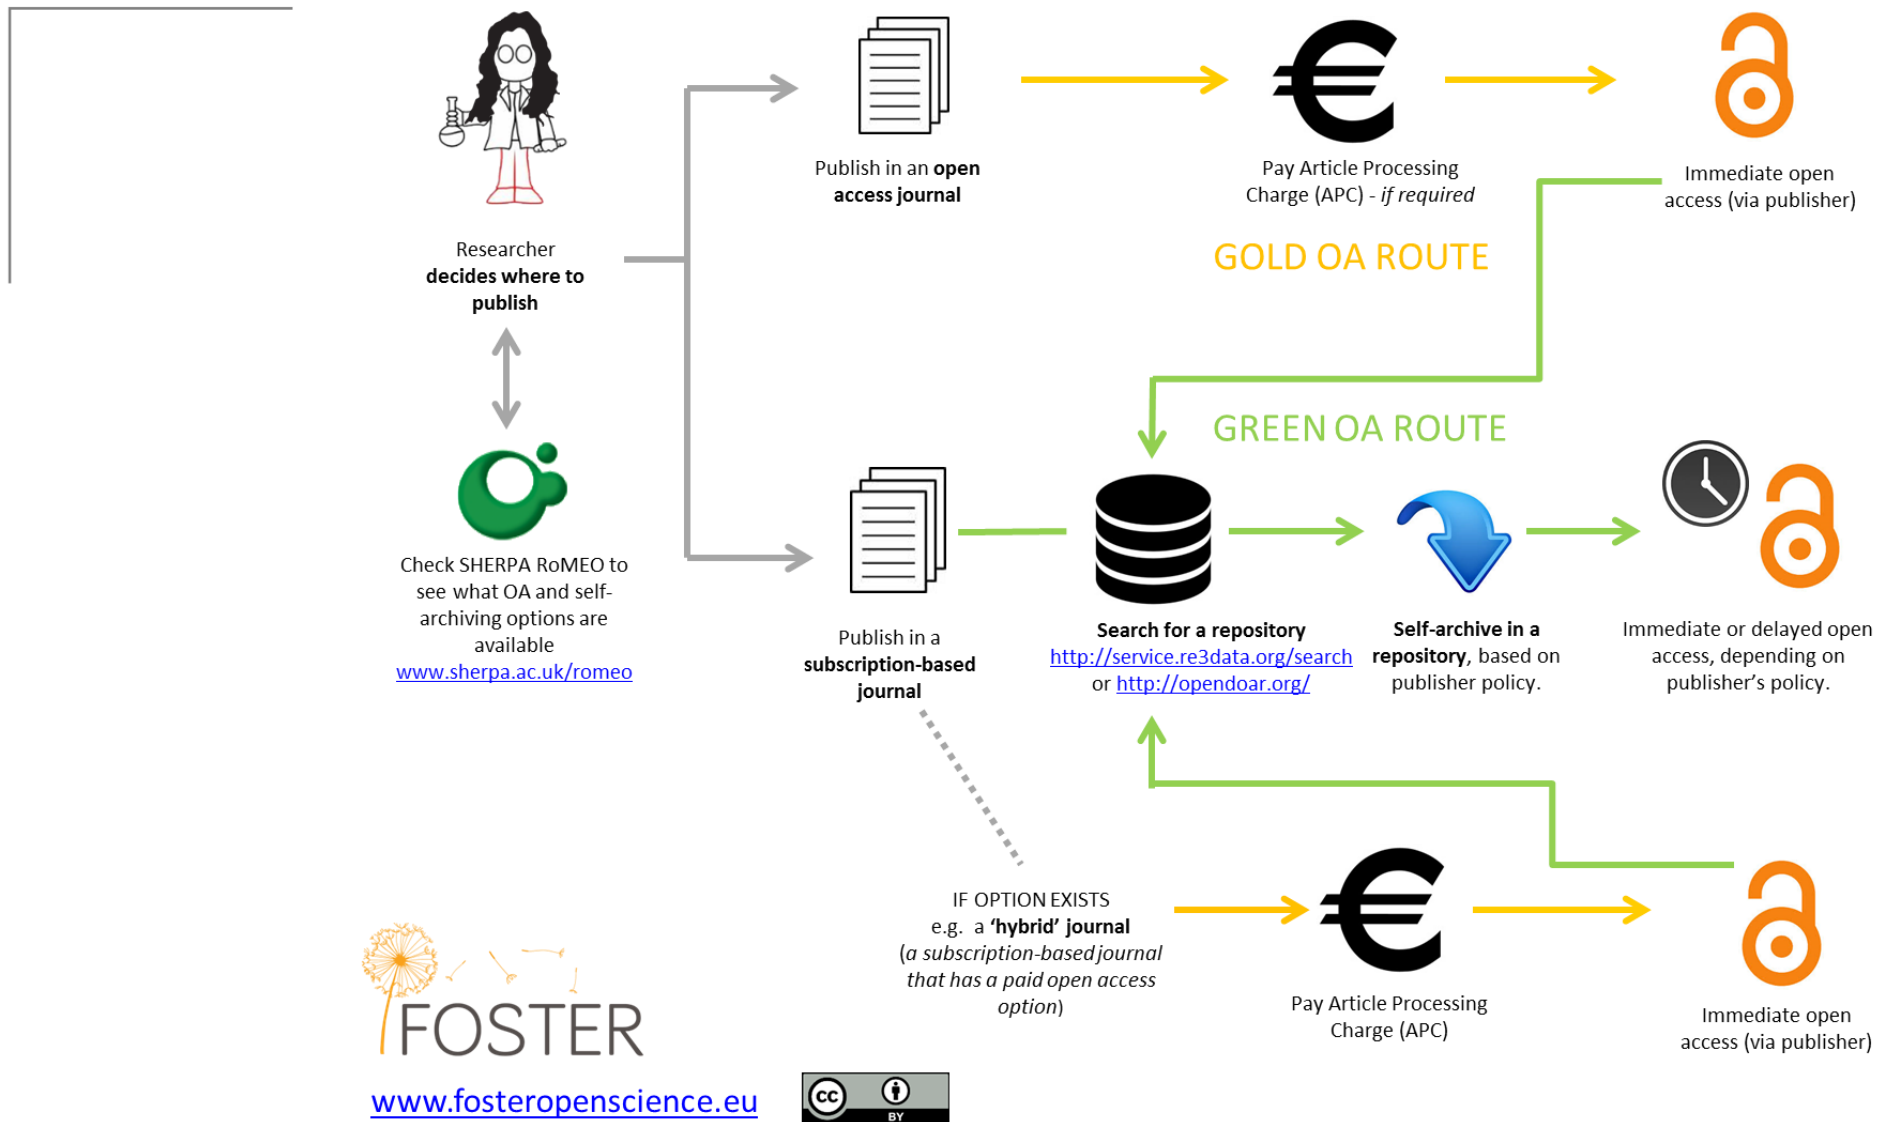 Researcher
decides where to
publish
Check SHERPA RoMEO to
see what OA and self-
archiving options are
available
www.sherpa.ac.uk/romeo
Publish in an open
access journal
Pay Article Processing
Charge (APC) - if required
Immediate open
access (via publisher)
GOLD OA ROUTE
GREEN OA ROUTE
Publish in a
subscription-based
journal
Search for a repository
http://service.re3data.org/search
or http://opendoar.org/
Self-archive in a
repository, based on
publisher policy.
Immediate or delayed open
access, depending on
publisher's policy.
IF OPTION EXISTS
e.g. a 'hybrid' journal
(a subscription-based journal
that has a paid open access
option)
Pay Article Processing
Charge (APC)
Immediate open
access (via publisher)
FOSTER
www.fosteropenscience.eu
cc
BY